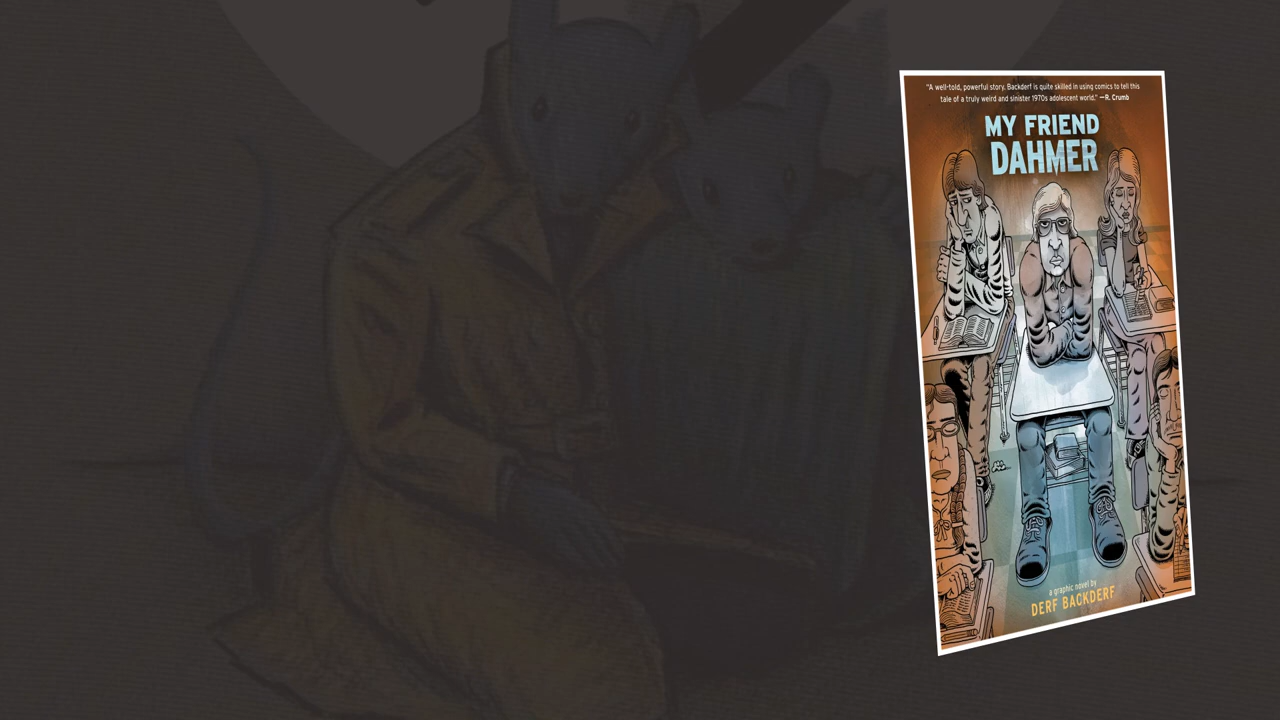 "A well-told, powerful story. Backderf is quite skilled in using comics to tell this
tale of a truly weird and sinister 1970s adolescent world." —R. Crumb
MY FRIEND
DAHMER
a graphic novel by
DERF BACKDERF